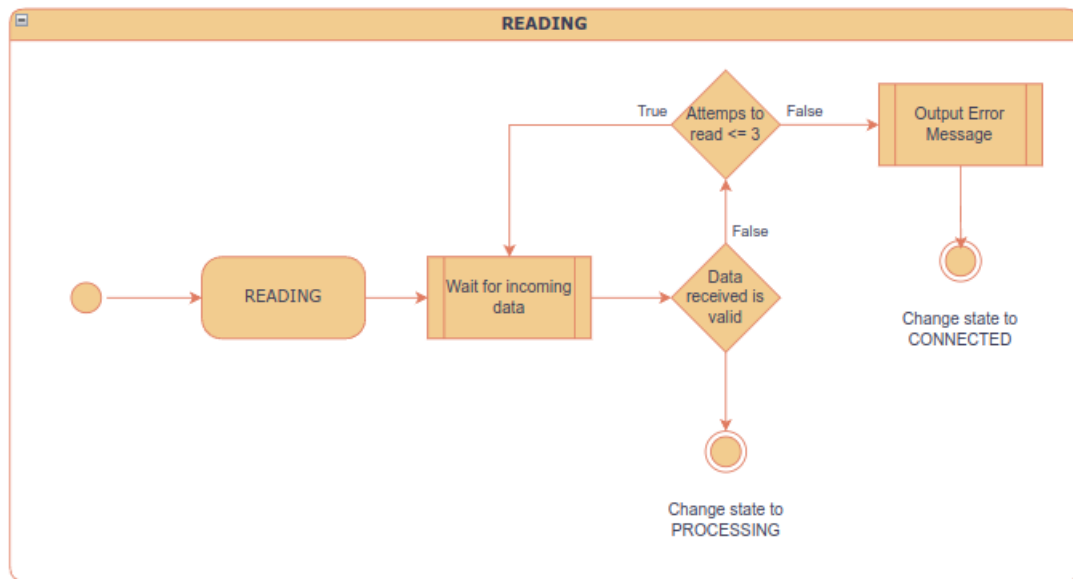 READING
True
Attemps to
read <= 3
False
Output Error
Message
False
READING
Wait for incoming
data
Data
received is
valid
Change state to
CONNECTED
Change state to
PROCESSING